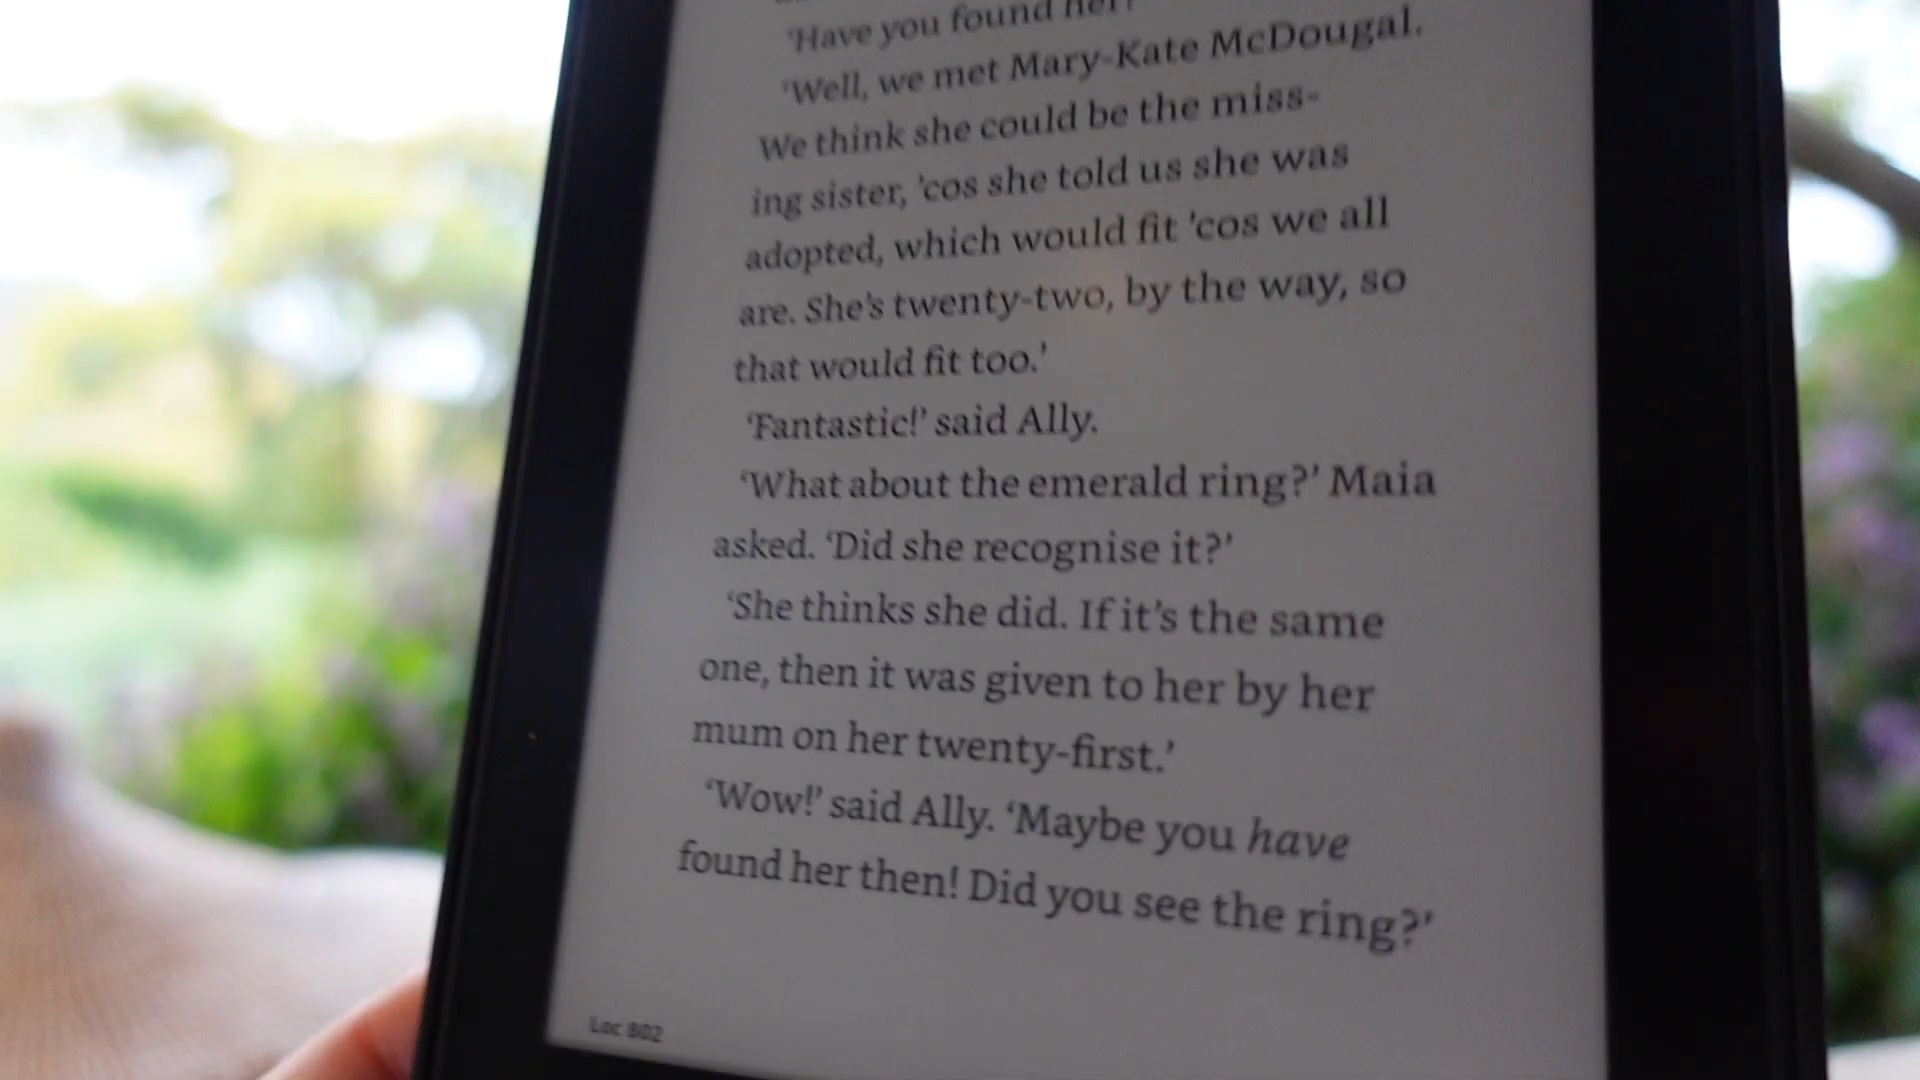 ‘Have you found her?
‘Well, we met Mary-Kate McDougal.
We think she could be the miss-
ing sister, ’cos she told us she was
adopted, which would fit ’cos we all
are. She’s twenty-two, by the way, so
that would fit too.’
‘Fantastic!’ said Ally.
‘What about the emerald ring?’ Maia
asked. ‘Did she recognise it?’
‘She thinks she did. If it’s the same
one, then it was given to her by her
mum on her twenty-first.’
‘Wow!’ said Ally. ‘Maybe you have
found her then! Did you see the ring?’
Loc 802